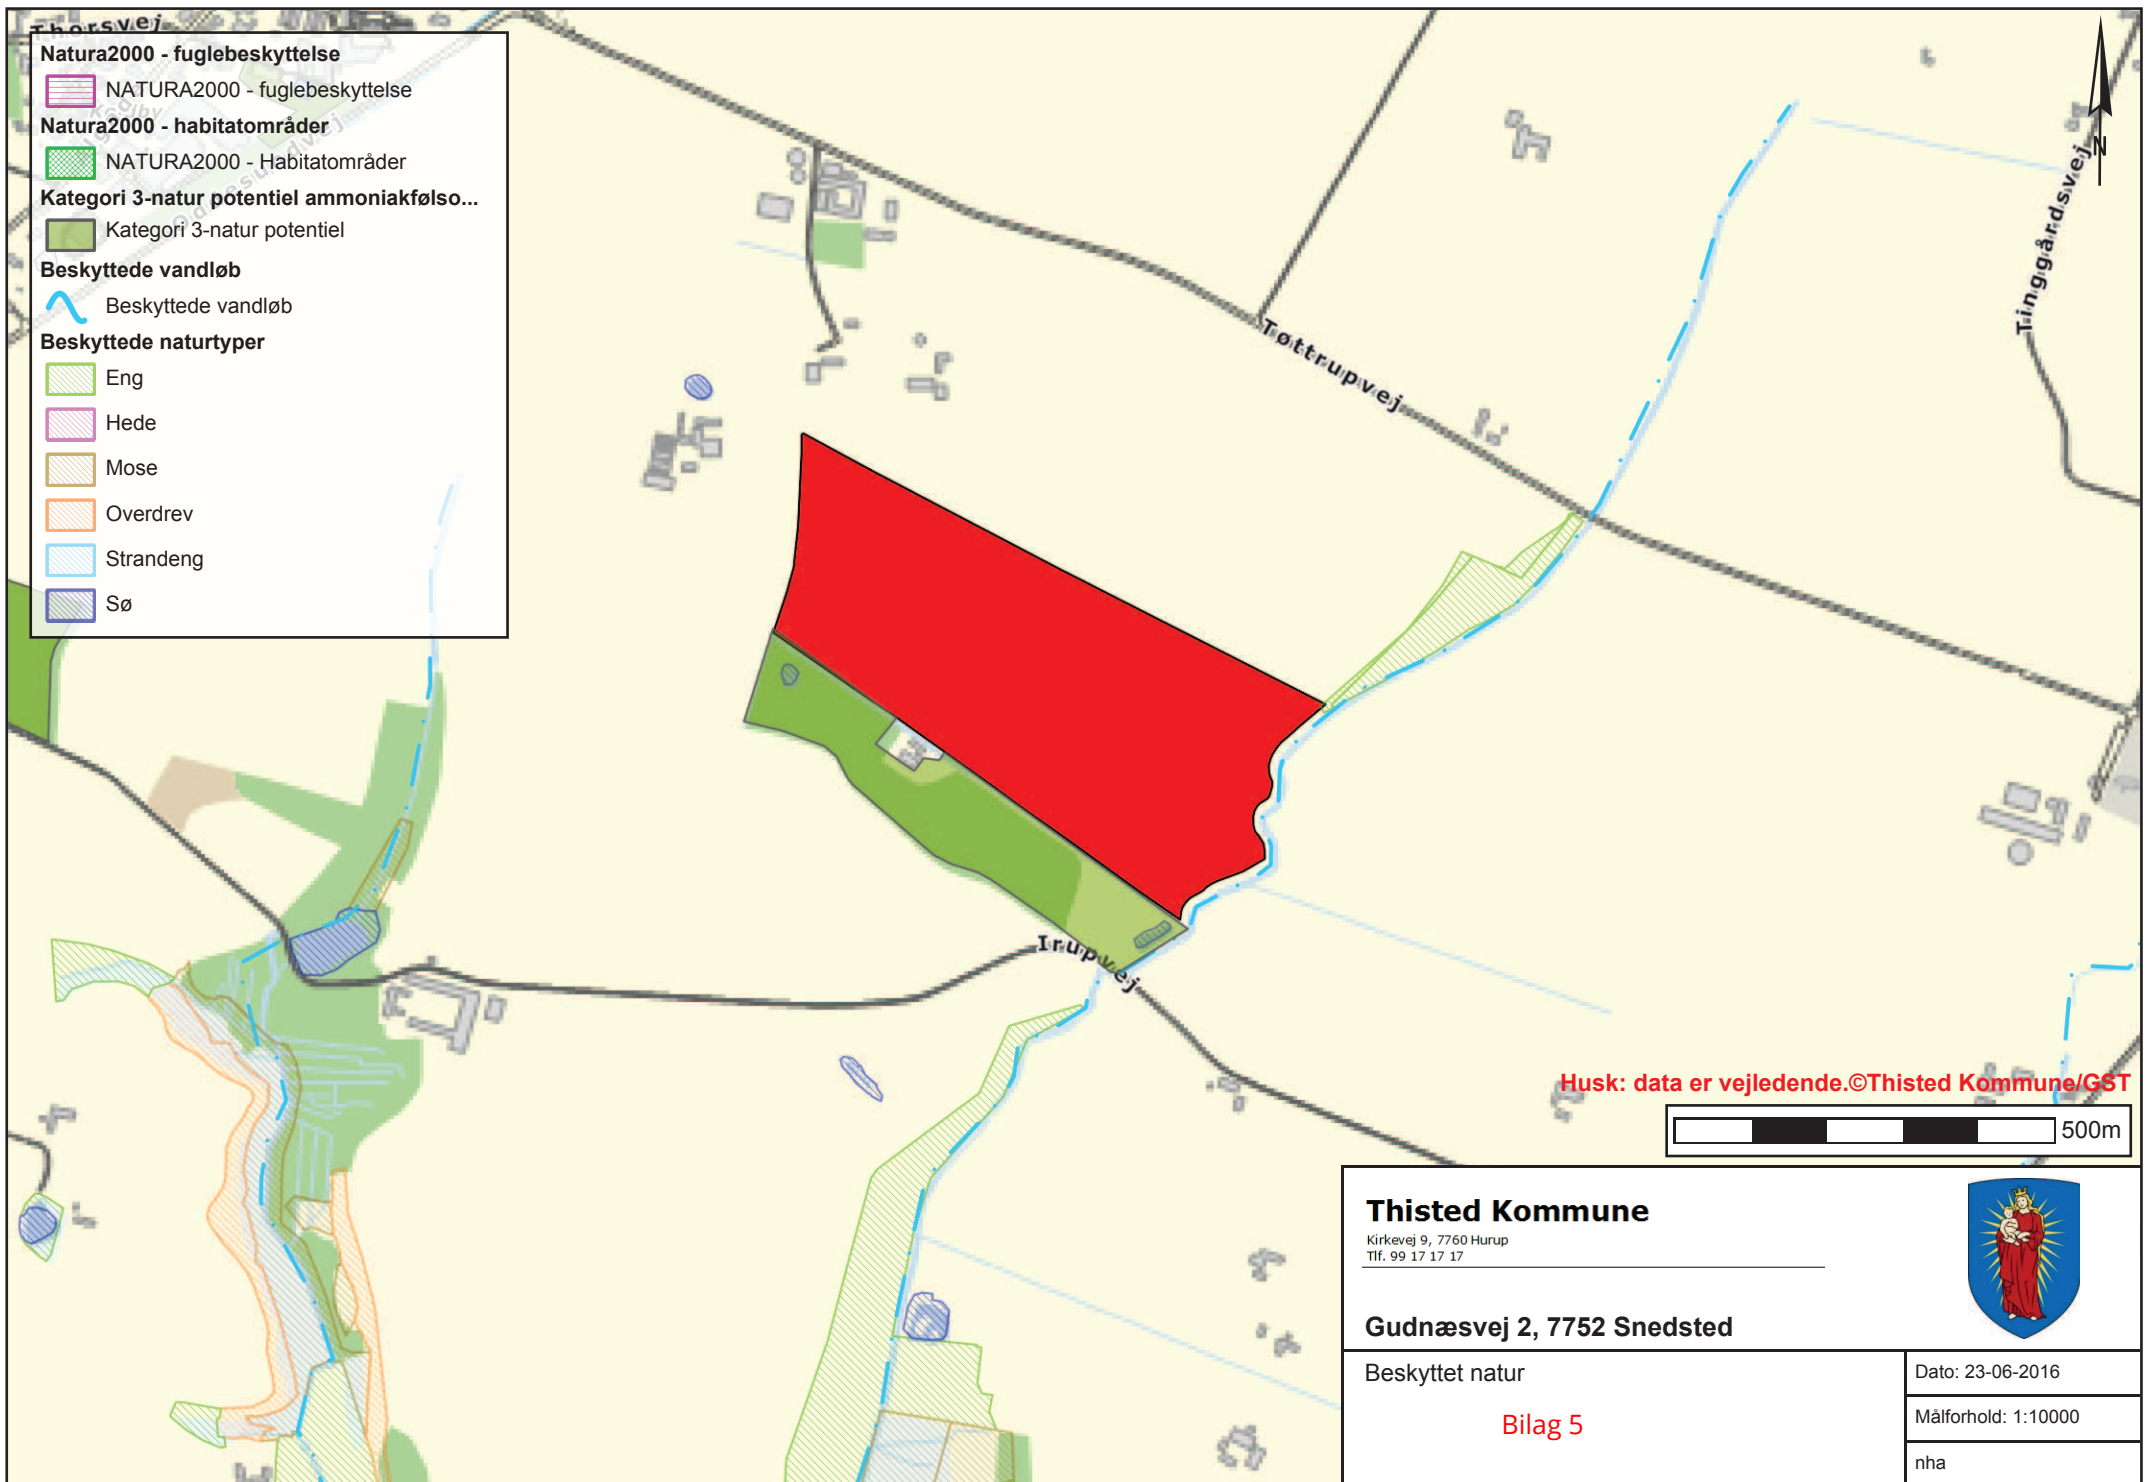 Thorsvej
Natura2000 - fuglebeskyttelse
NATURA2000 - fuglebeskyttelse
Natura2000 - habitatområder
NATURA2000 - Habitatområder
Kategori 3-natur potentiel ammoniakfølso...
Kategori 3-natur potentiel
Beskyttede vandløb
Beskyttede vandløb
Beskyttede naturtyper
Eng
Hede
Mose
Overdrev
Strandeng
Sø
N
Tinggårdsvej
Tøttrupvej
Irupvej
Husk: data er vejledende.©Thisted Kommune/GST
500m
Thisted Kommune
Kirkevej 9, 7760 Hurup
Tlf. 99 17 17 17
Gudnæsvej 2, 7752 Snedsted
Beskyttet natur
Bilag 5
Dato: 23-06-2016
Målforhold: 1:10000
nha